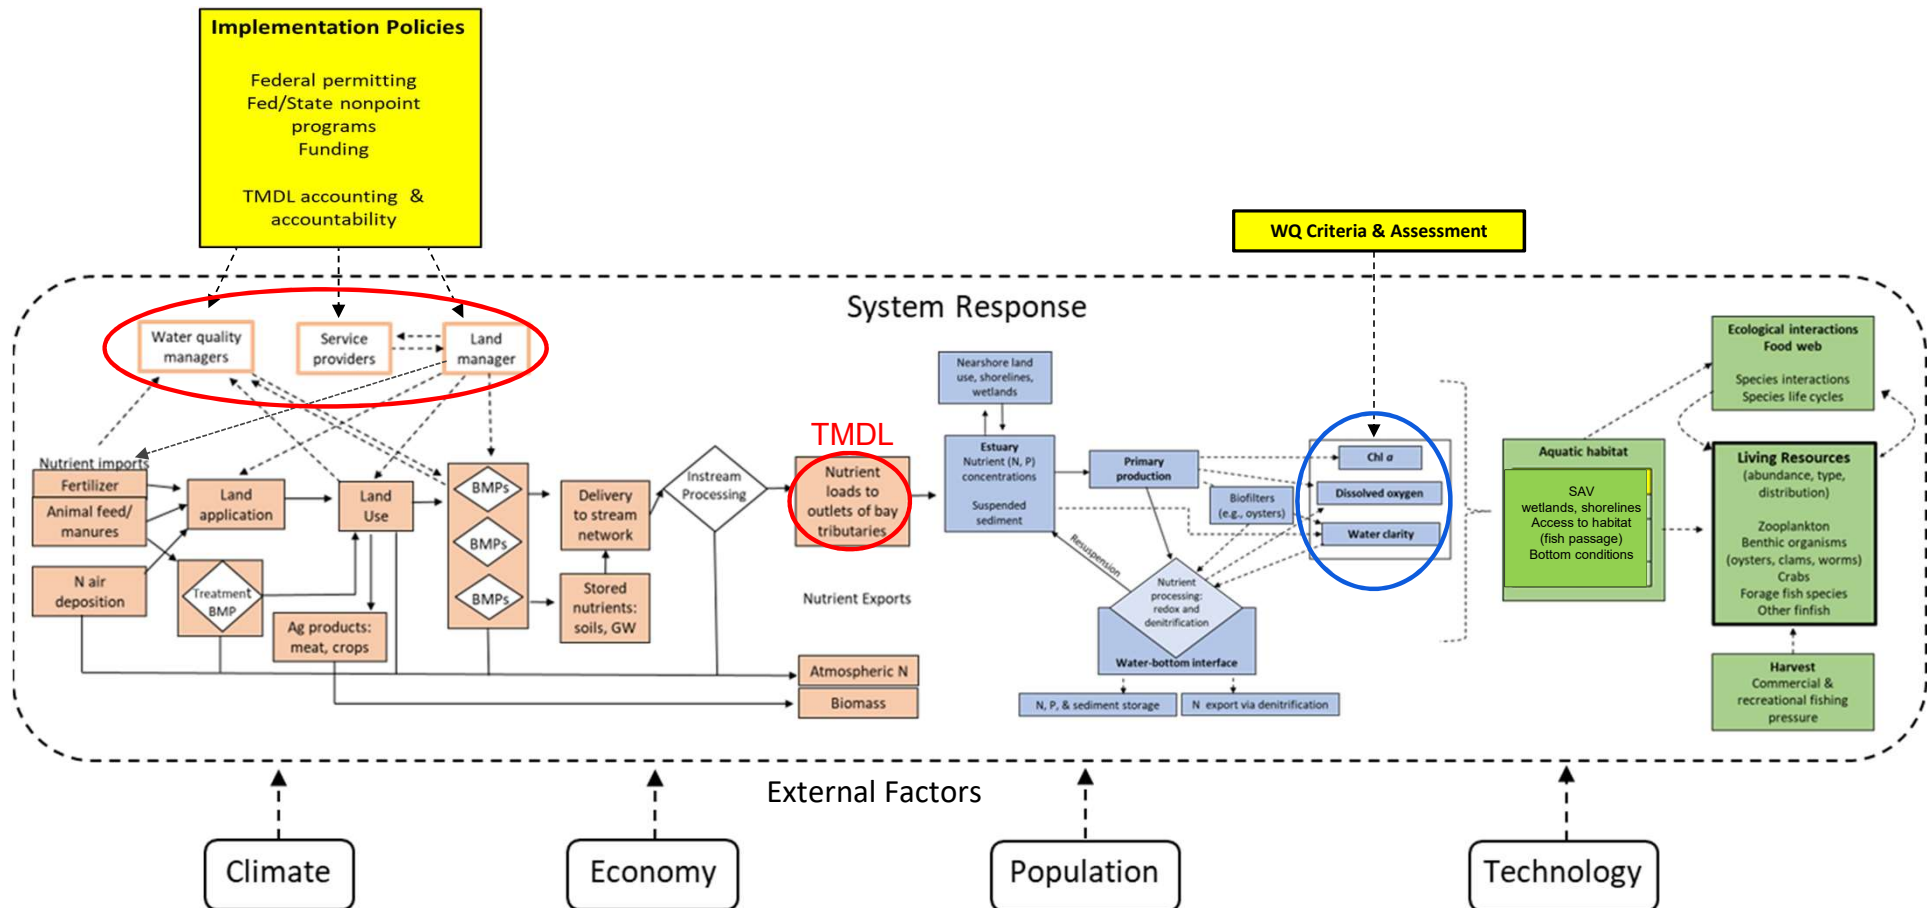 Implementation Policies
Federal permitting
Fed/State nonpoint
programs
Funding
TMDL accounting &
accountability
WQ Criteria & Assessment
System Response
Water quality
managers
Service
providers
Land
manager
Nutrient imports
Fertilizer
Animal feed/
manures
N air
deposition
Land
application
Treatment
BMP
Land
Use
Ag products:
meat, crops
BMPs
BMPs
BMPs
Delivery
to stream
network
Stored
nutrients:
soils, GW
Instream
Processing
TMDL
Nutrient
loads to
outlets of bay
tributaries
Nutrient Exports
Atmospheric N
Biomass
Nearshore land
use, shorelines,
wetlands
Estuary
Nutrient (N, P)
concentrations
Suspended
sediment
Primary
production
Biofilters
(e.g., oysters)
Resuspension
Nutrient
processing:
redox and
denitrification
Water-bottom interface
N, P, & sediment storage
N export via denitrification
Chl a
Dissolved oxygen
Water clarity
Aquatic habitat
SAV
wetlands, shorelines
Access to habitat
(fish passage)
Bottom conditions
Ecological interactions
Food web
Species interactions
Species life cycles
Living Resources
(abundance, type,
distribution)
Zooplankton
Benthic organisms
(oysters, clams, worms)
Crabs
Forage fish species
Other finfish
Harvest
Commercial &
recreational fishing
pressure
External Factors
Climate
Economy
Population
Technology